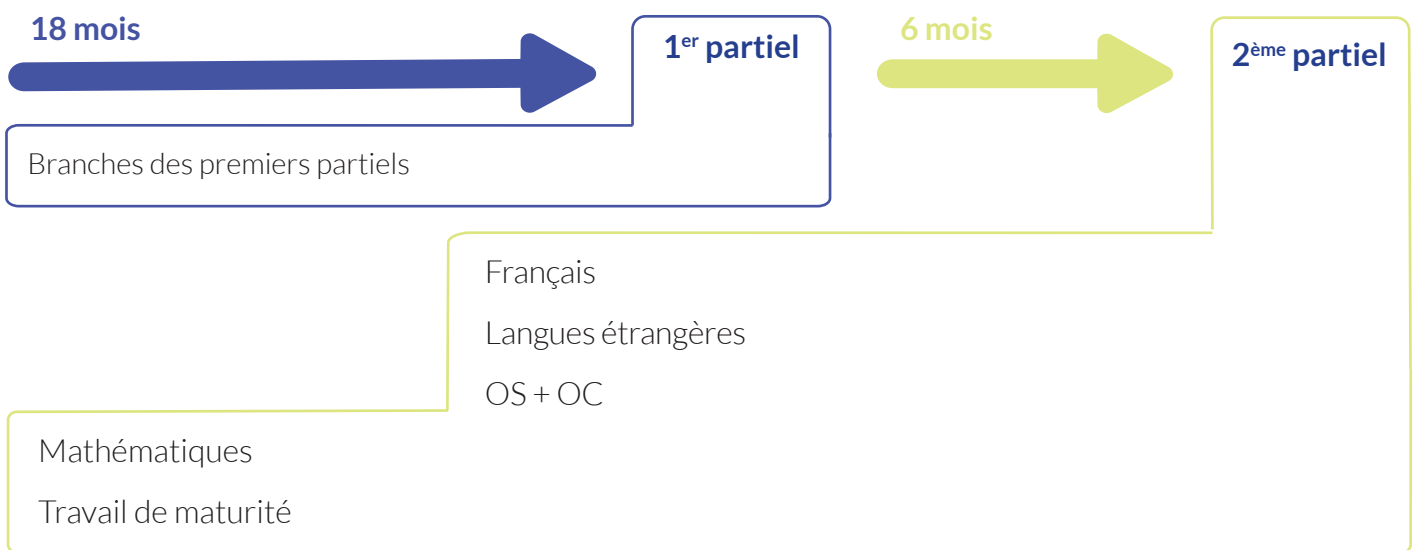 18 mois
1er partiel
6 mois
2ème partiel
Branches des premiers partiels
Français
Langues étrangères
OS + OC
Mathématiques
Travail de maturité